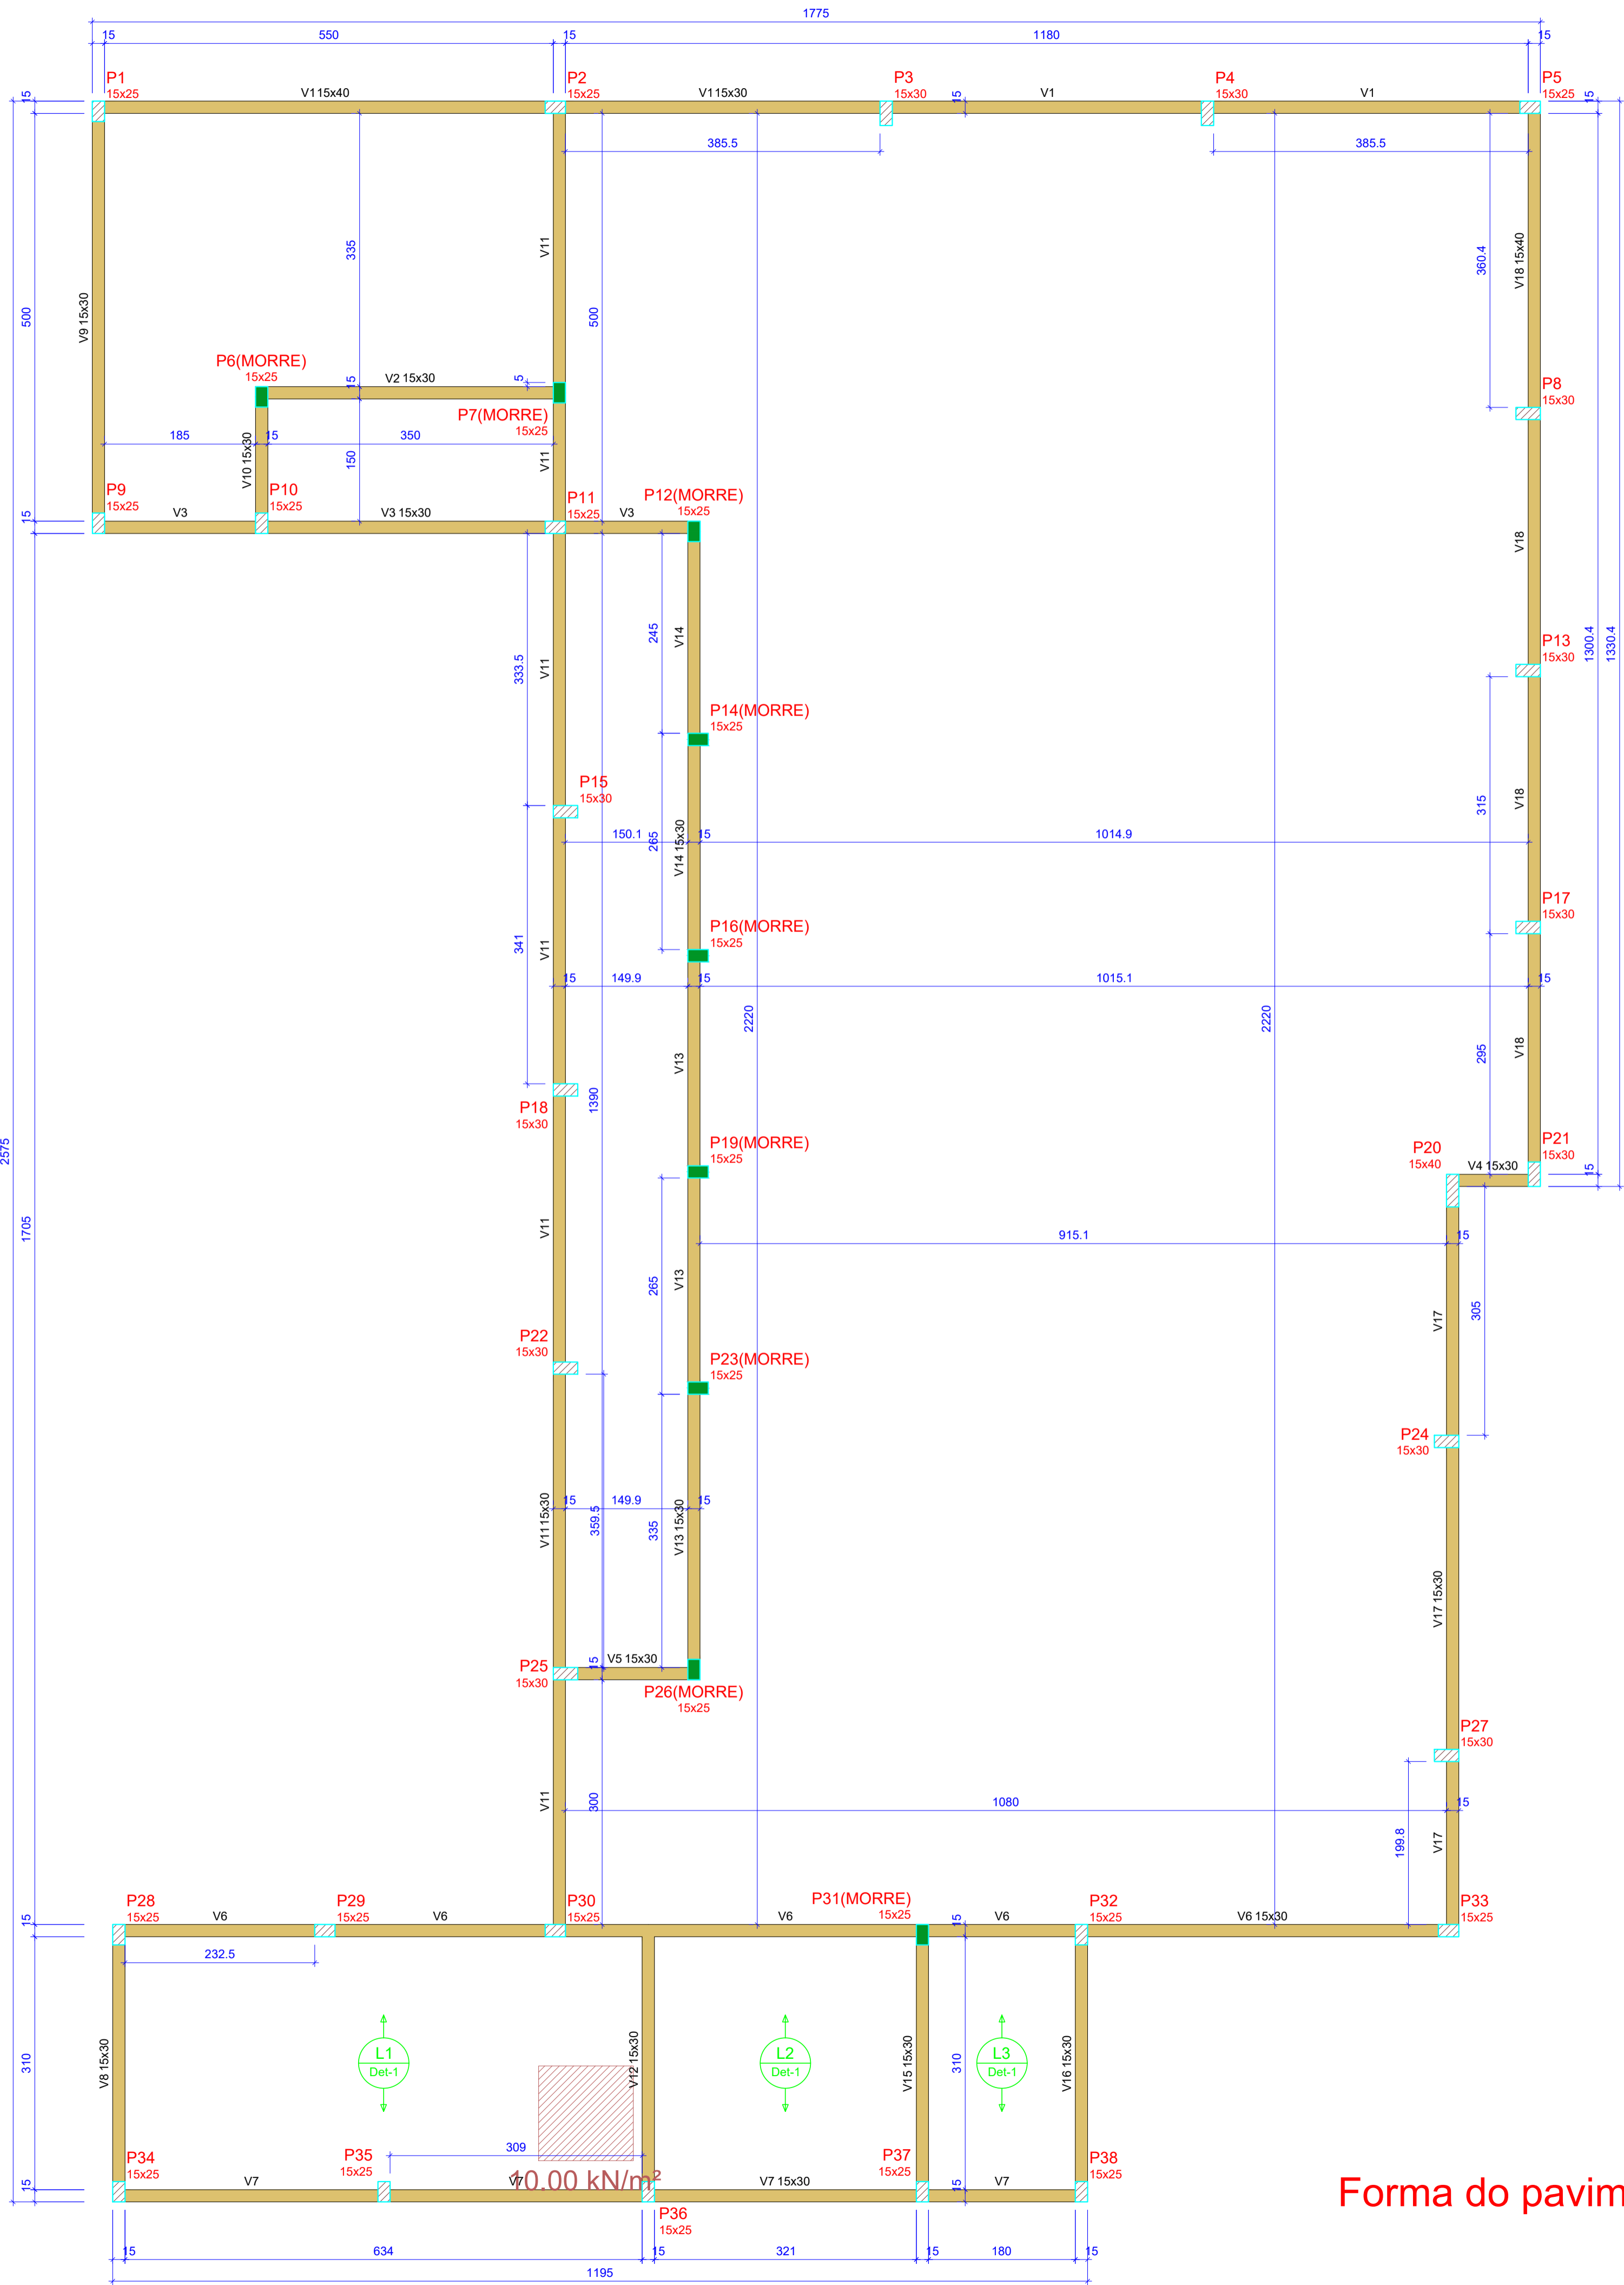 1775
15 550 15 1180 15
P1 P2 P3 P4 P5
15 15x25 V1 15x40 15x25 V1 15x30 15x30 15 V1 15x30 V1 15x25 15
385.5 385.5
335 V11 360.4 V18 15x40
V9 15x30 500 500
P6(MORRE)
15x25 15 V2 15x30 5 P8
15x30
P7(MORRE)
15x25
185 15 350
V10 15x30 150 V11
P9 P10 P11 P12(MORRE)
15x25 15x25 15x25 15x25
15 V3 V3 15x30 V3
V18
245 V14
333.5 V11
P13
15x30
1300.4 1330.4
P14(MORRE)
15x25
P15
15x30
315 V18
150.1 15 1014.9
265 V14 15x30
P16(MORRE)
15x25
P17
15x30
341 V11
15 149.9 15 1015.1 15
2220 2220
V13
295 V18
1390
P18
15x30
2575
P19(MORRE)
15x25
P20
15x40
V4 15x30
P21
15x30
15
1705
V11
915.1 15
265 V13
305 V17
P22
15x30
P23(MORRE)
15x25
P24
15x30
15 149.9 15
V11 15x30 359.5 335 V13 15x30
V17 15x30
P25
15x30
15 V5 15x30
P26(MORRE)
15x25
P27
15x30
V11 300
1080 15
199.8 V17
P28 P29 P30 P31(MORRE) P32 P33
15x25 15x25 15x25 15x25 15x25 15x25
15 V6 V6 V6 15 V6 V6 15x30
232.5
L1 L2 L3
Det-1 Det-1 Det-1
310 V8 15x30 V12 15x30 V15 15x30 310 V16 15x30
309
P34 P35 P37 P38
15x25 15x25 15x25 15x25
10.00 kN/m²
15 V7 V7 V7 15x30 15 V7
Forma do pavim
P36
15x25
15 634 15 321 15 180 15
1195